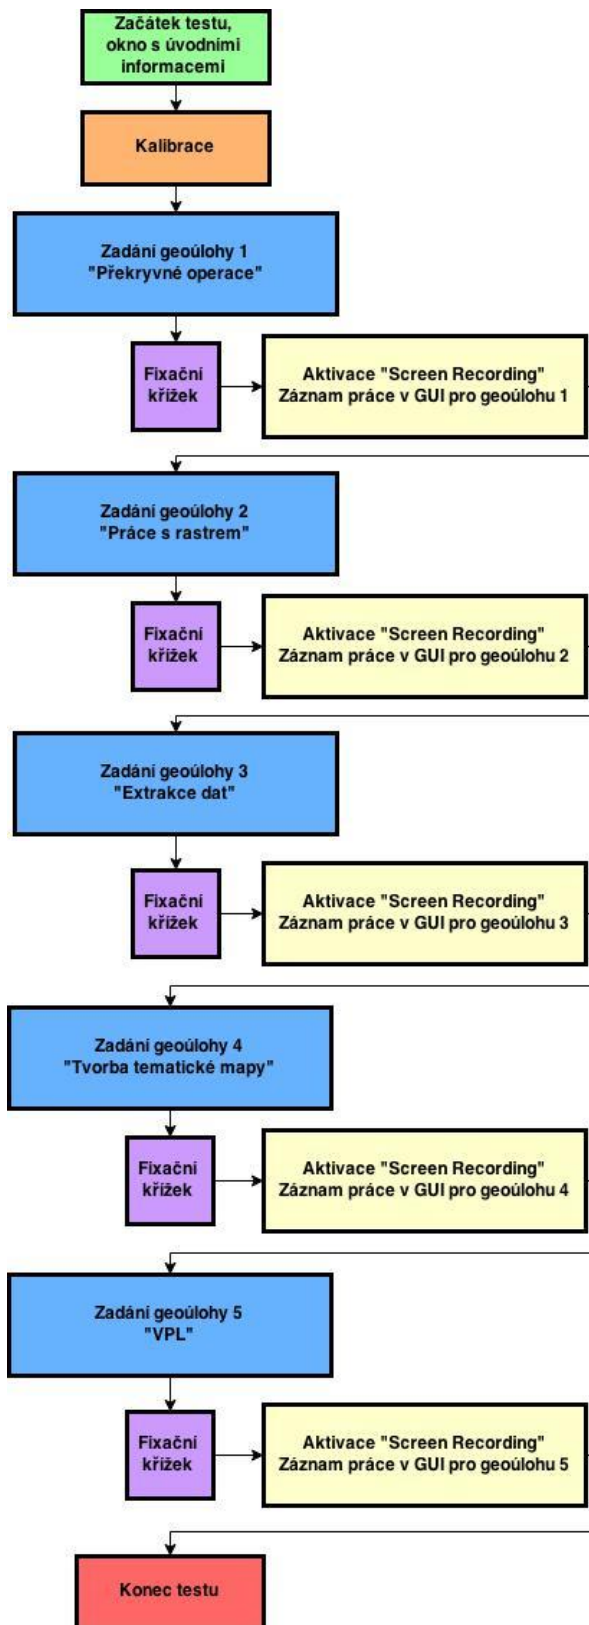 Začátek testu,
okno s úvodními
informacemi
Kalibrace
Zadání geoúlohy 1
"Překryvné operace"
Fixační
křížek
Aktivace "Screen Recording"
Záznam práce v GUI pro geoúlohu 1
Zadání geoúlohy 2
"Práce s rastrem"
Fixační
křížek
Aktivace "Screen Recording"
Záznam práce v GUI pro geoúlohu 2
Zadání geoúlohy 3
"Extrakce dat"
Fixační
křížek
Aktivace "Screen Recording"
Záznam práce v GUI pro geoúlohu 3
Zadání geoúlohy 4
"Tvorba tematické mapy"
Fixační
křížek
Aktivace "Screen Recording"
Záznam práce v GUI pro geoúlohu 4
Zadání geoúlohy 5
"VPL"
Fixační
křížek
Aktivace "Screen Recording"
Záznam práce v GUI pro geoúlohu 5
Konec testu